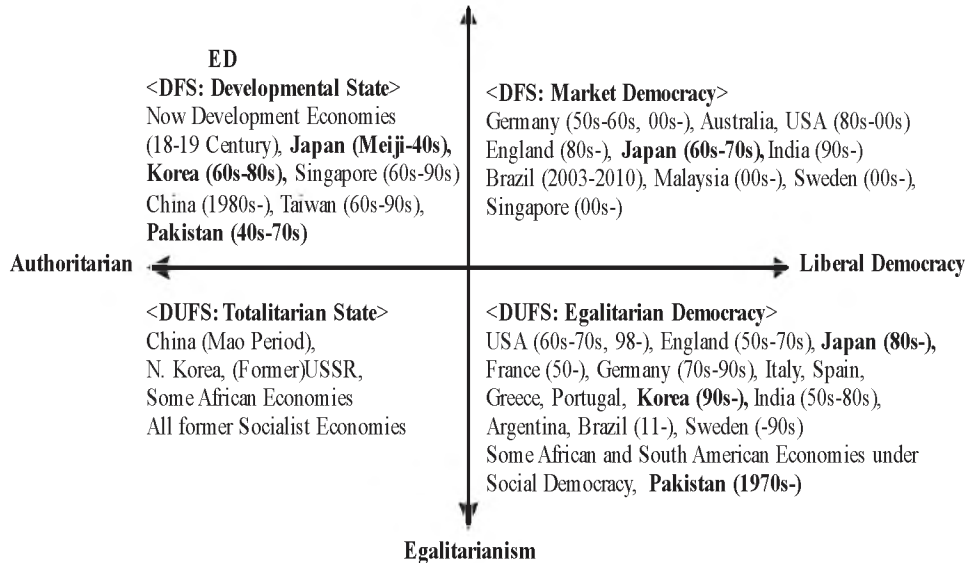 ED
<DFS: Developmental State>
Now Development Economies
(18-19 Century), Japan (Meiji-40s),
Korea (60s-80s), Singapore (60s-90s)
China (1980s-), Taiwan (60s-90s),
Pakistan (40s-70s)
<DFS: Market Democracy>
Germany (50s-60s, 00s-), Australia, USA (80s-00s)
England (80s-), Japan (60s-70s), India (90s-)
Brazil (2003-2010), Malaysia (00s-), Sweden (00s-),
Singapore (00s-)
Authoritarian
Liberal Democracy
<DUFS: Totalitarian State>
China (Mao Period),
N. Korea, (Former)USSR,
Some African Economies
All former Socialist Economies
<DUFS: Egalitarian Democracy>
USA (60s-70s, 98-), England (50s-70s), Japan (80s-),
France (50-), Germany (70s-90s), Italy, Spain,
Greece, Portugal, Korea (90s-), India (50s-80s),
Argentina, Brazil (11-), Sweden (-90s)
Some African and South American Economies under
Social Democracy, Pakistan (1970s-)
Egalitarianism